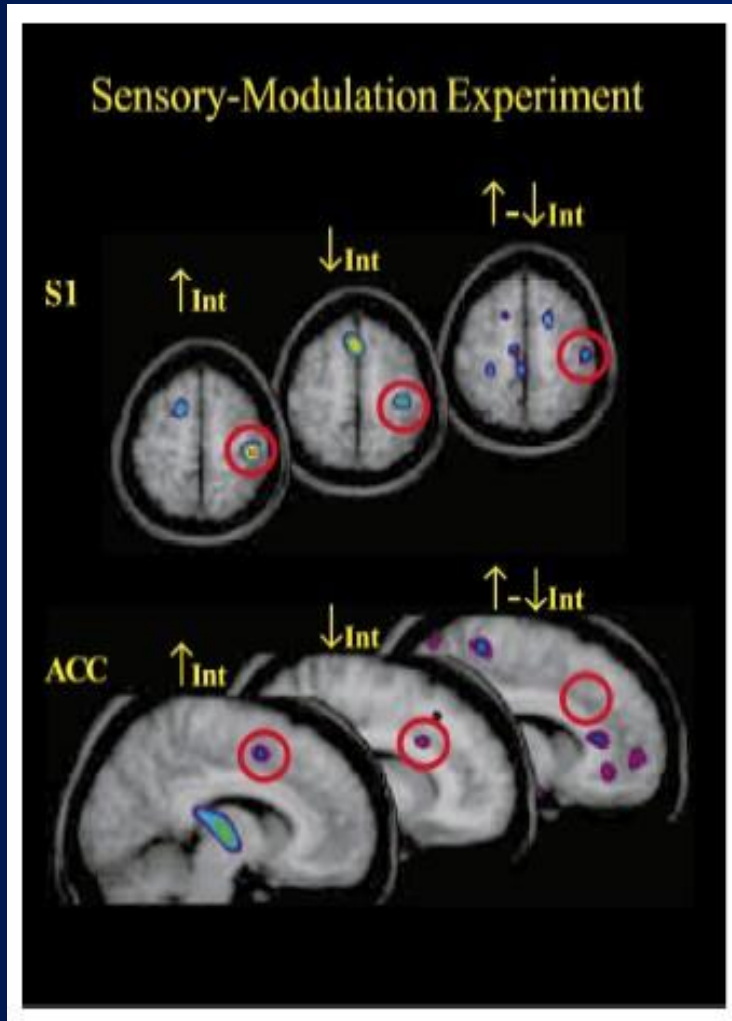 Sensory-Modulation Experiment
↑-↓Int
↓Int
S1
↑Int
↑-↓Int
↓Int
ACC
↑Int